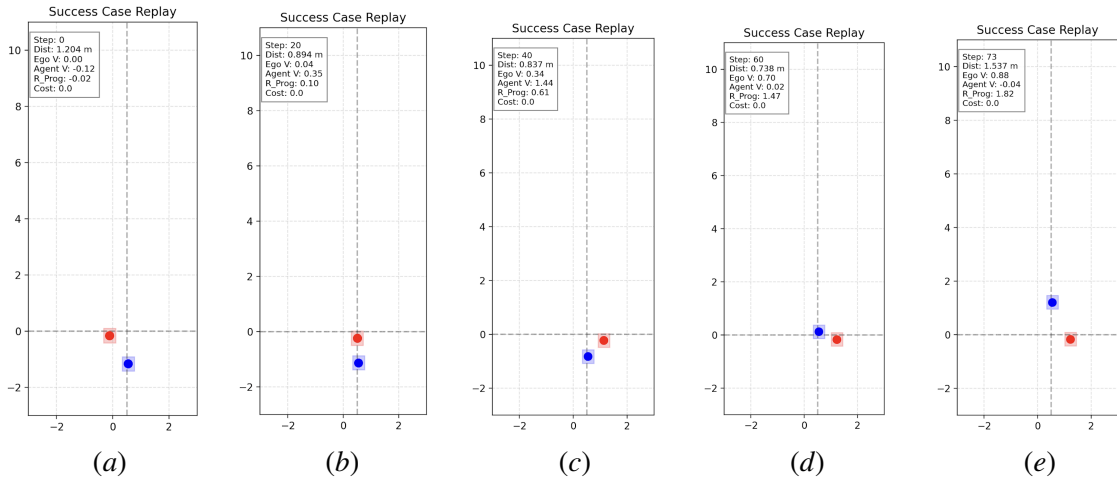 Success Case Replay
Step: 0
Dist: 1.204 m
Ego V: 0.00
Agent V: -0.12
R_Prog: -0.02
Cost: 0.0
10
8
6
4
2
0
−2
−2 0 2
(a)
Success Case Replay
Step: 20
Dist: 0.894 m
Ego V: 0.04
Agent V: 0.35
R_Prog: 0.10
Cost: 0.0
10
8
6
4
2
0
−2
−2 0 2
(b)
Success Case Replay
Step: 40
Dist: 0.837 m
Ego V: 0.34
Agent V: 1.44
R_Prog: 0.61
Cost: 0.0
10
8
6
4
2
0
−2
−2 0 2
(c)
Success Case Replay
Step: 60
Dist: 0.738 m
Ego V: 0.70
Agent V: 0.02
R_Prog: 1.47
Cost: 0.0
10
8
6
4
2
0
−2
−2 0 2
(d)
Success Case Replay
Step: 73
Dist: 1.537 m
Ego V: 0.88
Agent V: -0.04
R_Prog: 1.82
Cost: 0.0
10
8
6
4
2
0
−2
−2 0 2
(e)